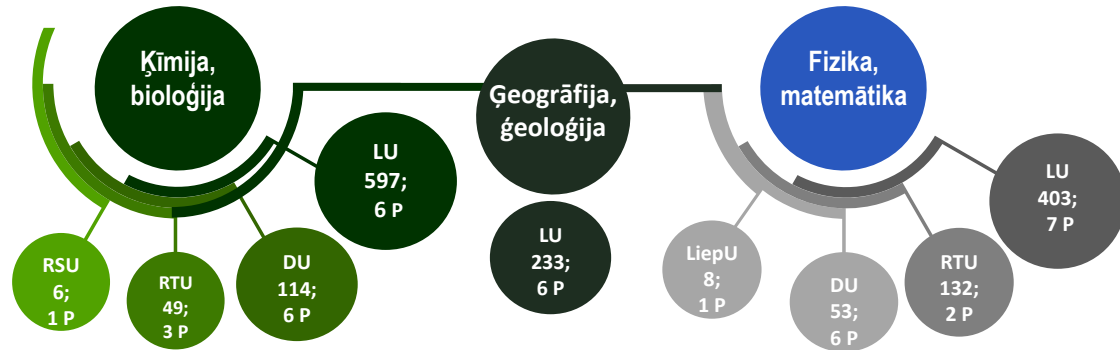 Ķīmija,
bioloģija
LU
597;
6 P
RSU
6;
1 P
RTU
49;
3 P
DU
114;
6 P
Ģeogrāfija,
ģeoloģija
LU
233;
6 P
Fizika,
matemātika
LU
403;
7 P
LiepU
8;
1 P
DU
53;
6 P
RTU
132;
2 P